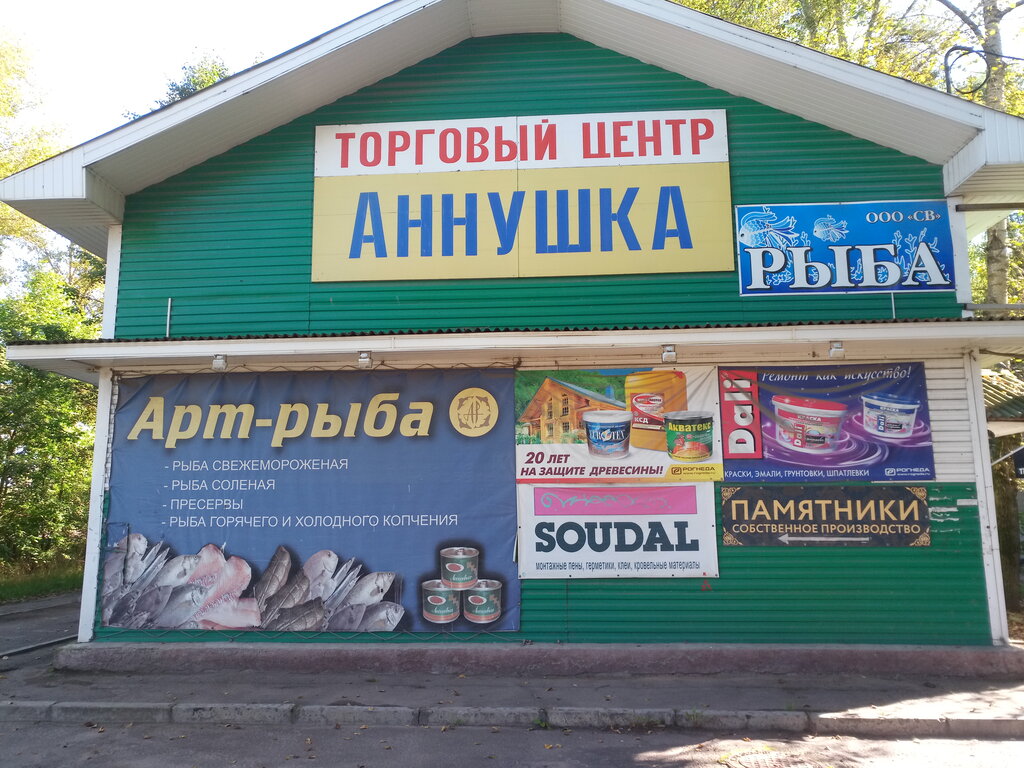 ТОРГОВЫЙ ЦЕНТР
АННУШКА
ООО «СВ»
РЫБА
Арт-рыба
- РЫБА СВЕЖЕМОРОЖЕНАЯ
- РЫБА СОЛЕНАЯ
- ПРЕСЕРВЫ
- РЫБА ГОРЯЧЕГО И ХОЛОДНОГО КОПЧЕНИЯ
Акватекс
20 ЛЕТ
НА ЗАЩИТЕ ДРЕВЕСИНЫ!
РОГНЕДА
Ремонт как искусство!
Dali
КРАСКИ, ЭМАЛИ, ГРУНТОВКИ, ШПАТЛЕВКИ
РОГНЕДА
SOUDAL
монтажные пены, герметики, клеи, кровельные материалы
ПАМЯТНИКИ
СОБСТВЕННОЕ ПРОИЗВОДСТВО